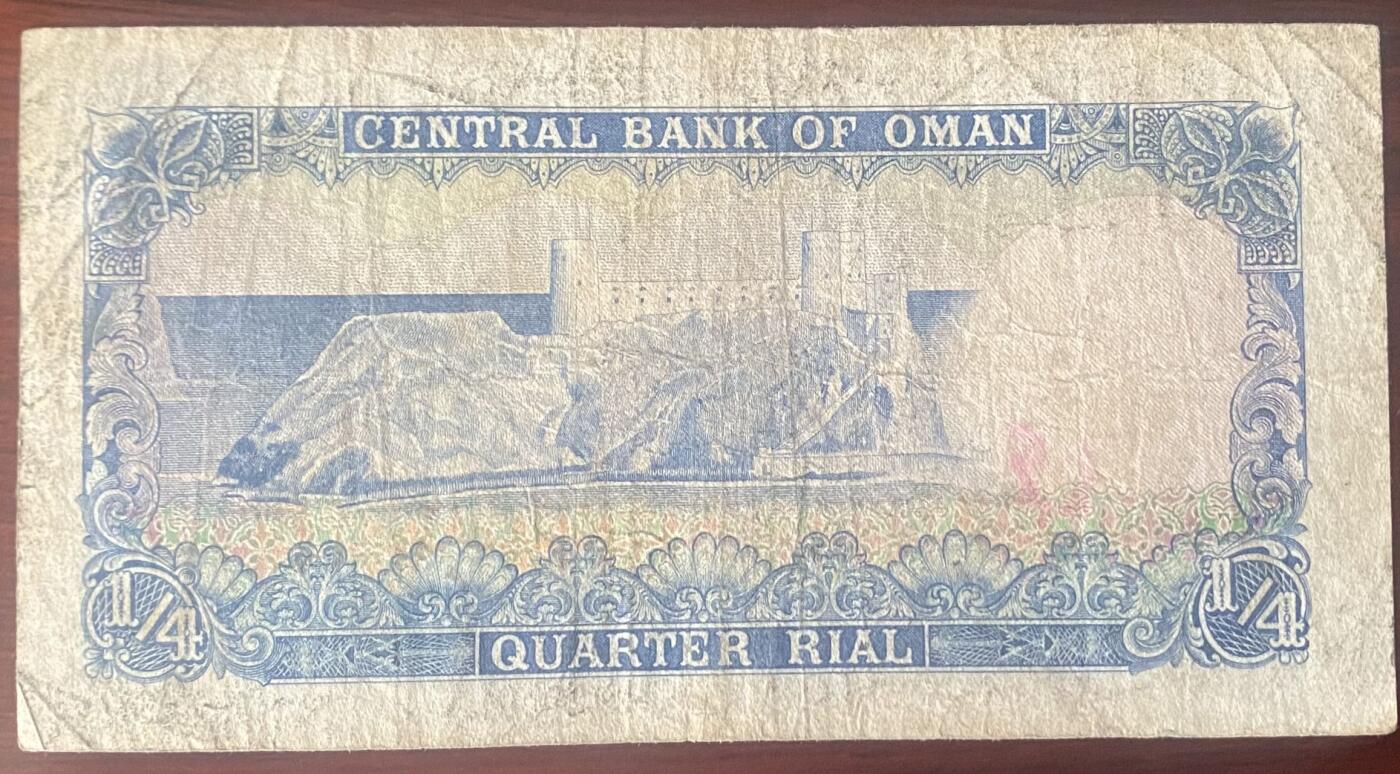 CENTRAL BANK OF OMAN
1/4
1/4
QUARTER RIAL